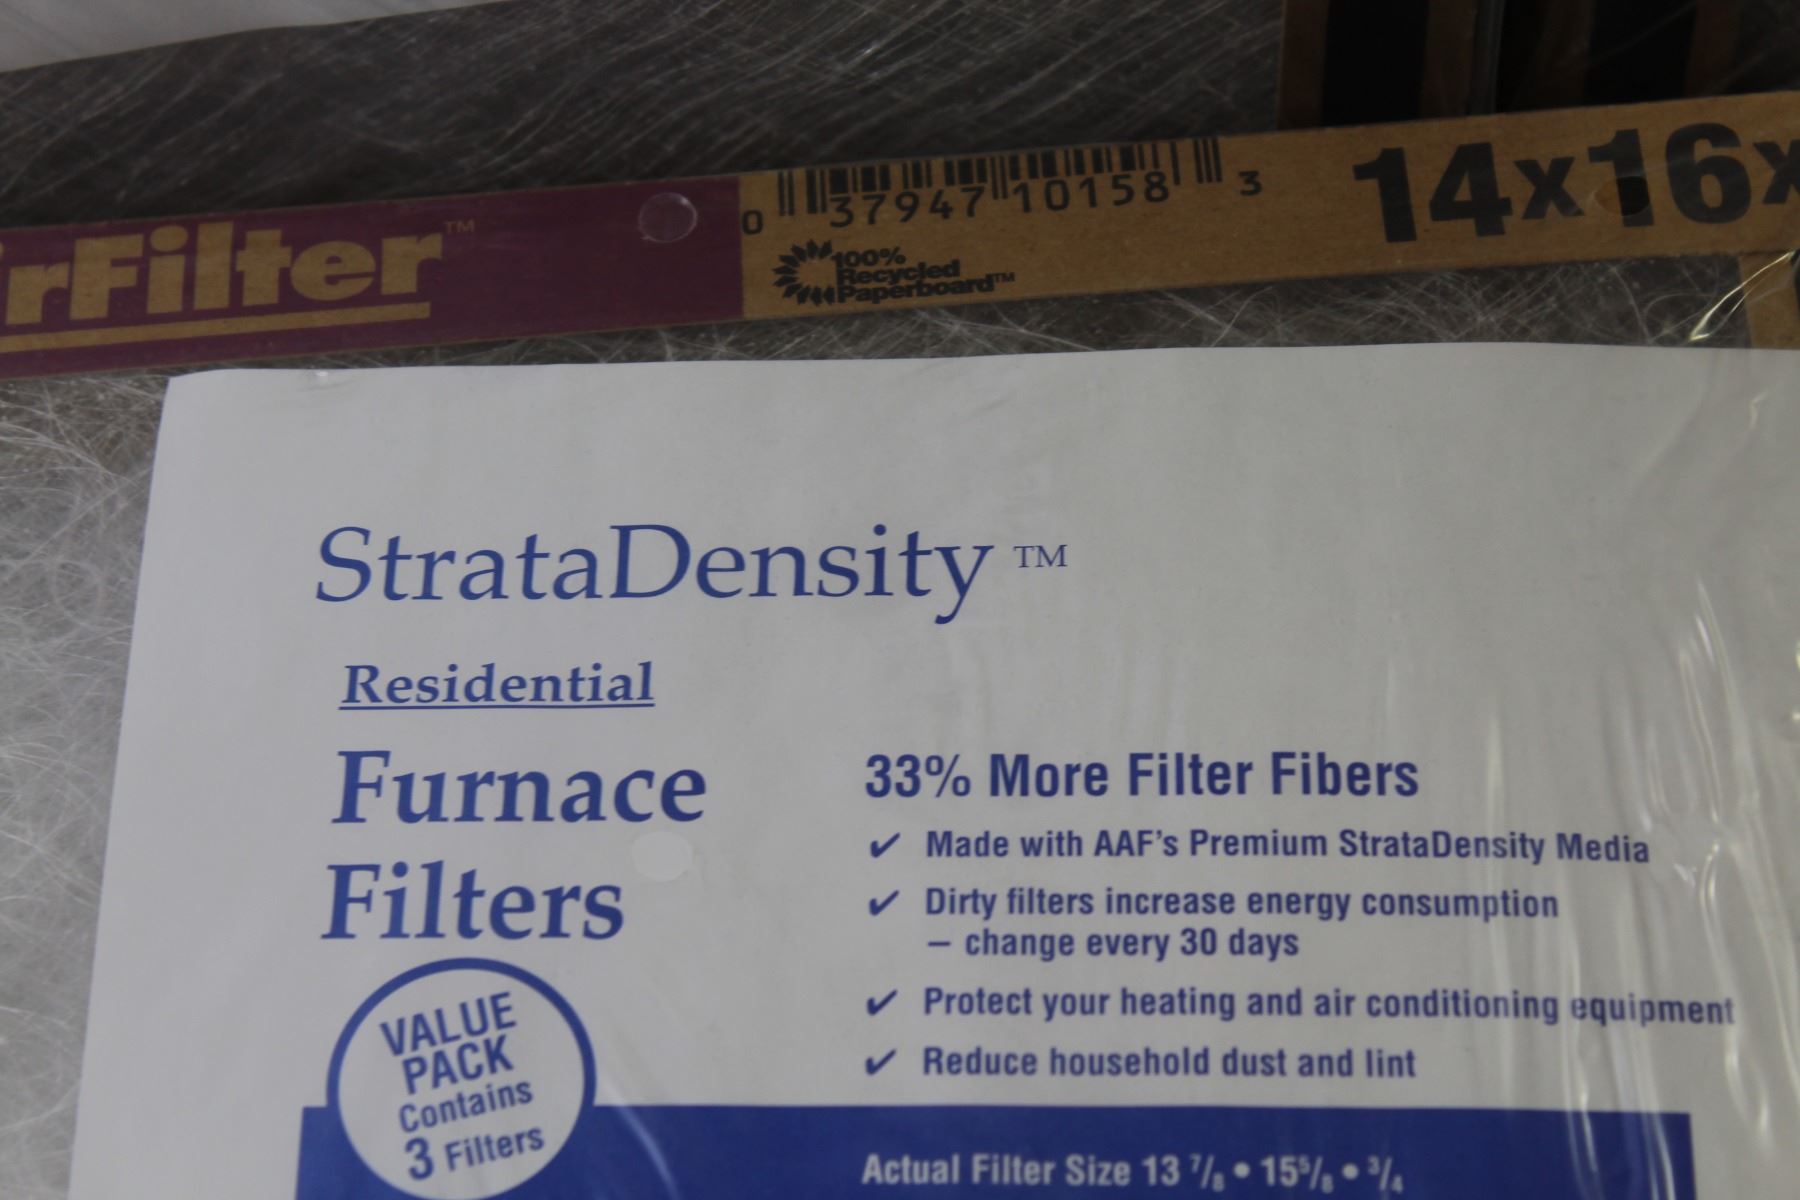 rFilter™
0 37947 10158 3
100%
Recycled
Paperboard™
14x16x
StrataDensity™
Residential
Furnace
Filters
33% More Filter Fibers
✔ Made with AAF's Premium StrataDensity Media
✔ Dirty filters increase energy consumption
– change every 30 days
✔ Protect your heating and air conditioning equipment
✔ Reduce household dust and lint
VALUE
PACK
Contains
3 Filters
Actual Filter Size 13 7/8 • 15 5/8 • 3/4